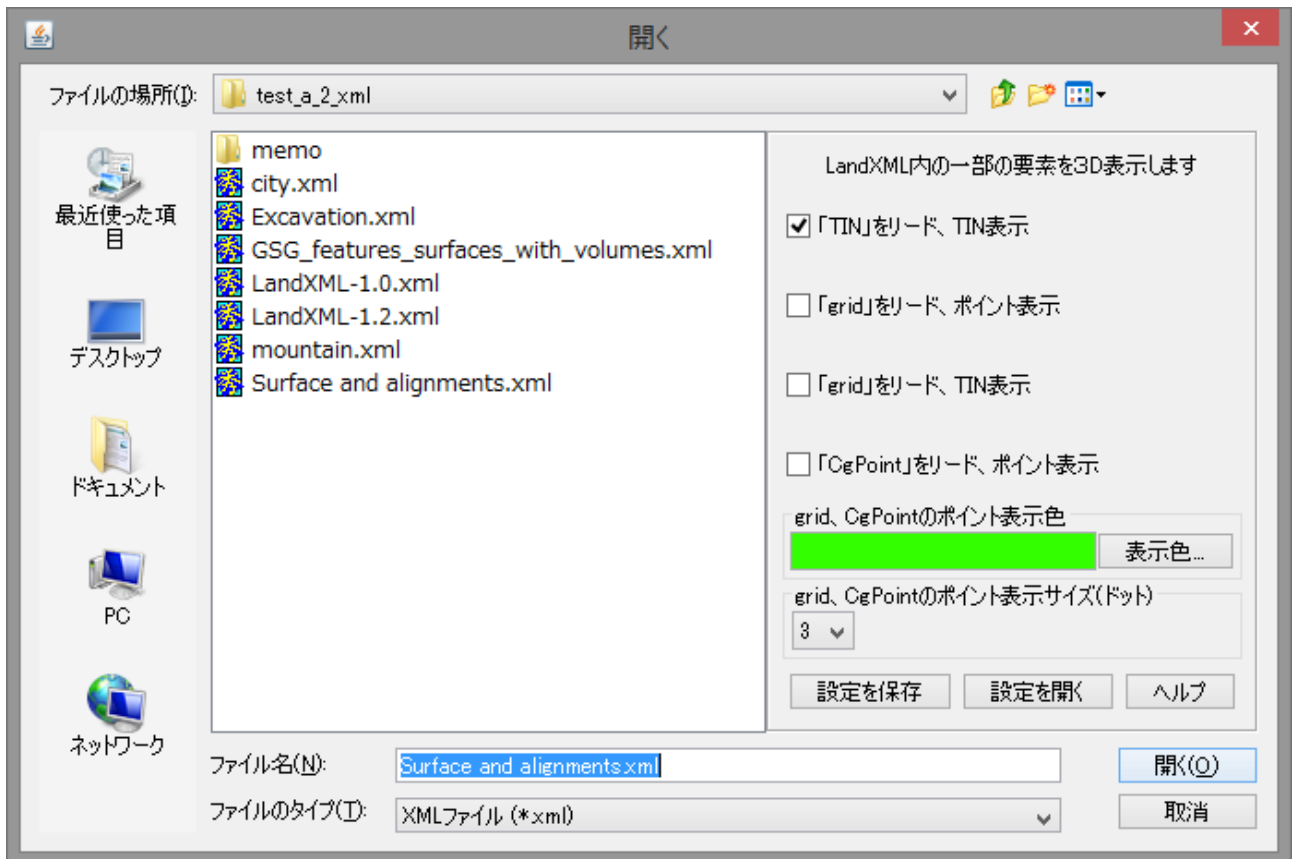 開く
ファイルの場所(I):
test_a_2_xml
最近使った項
目
デスクトップ
ドキュメント
PC
ネットワーク
memo
city.xml
Excavation.xml
GSG_features_surfaces_with_volumes.xml
LandXML-1.0.xml
LandXML-1.2.xml
mountain.xml
Surface and alignments.xml
LandXML内の一部の要素を3D表示します
「TIN」をリード、TIN表示
「grid」をリード、ポイント表示
「grid」をリード、TIN表示
「CgPoint」をリード、ポイント表示
grid、CgPointのポイント表示色
表示色...
grid、CgPointのポイント表示サイズ(ドット)
3
設定を保存
設定を開く
ヘルプ
ファイル名(N):
Surface and alignments.xml
開く(O)
ファイルのタイプ(T):
XMLファイル (*.xml)
取消